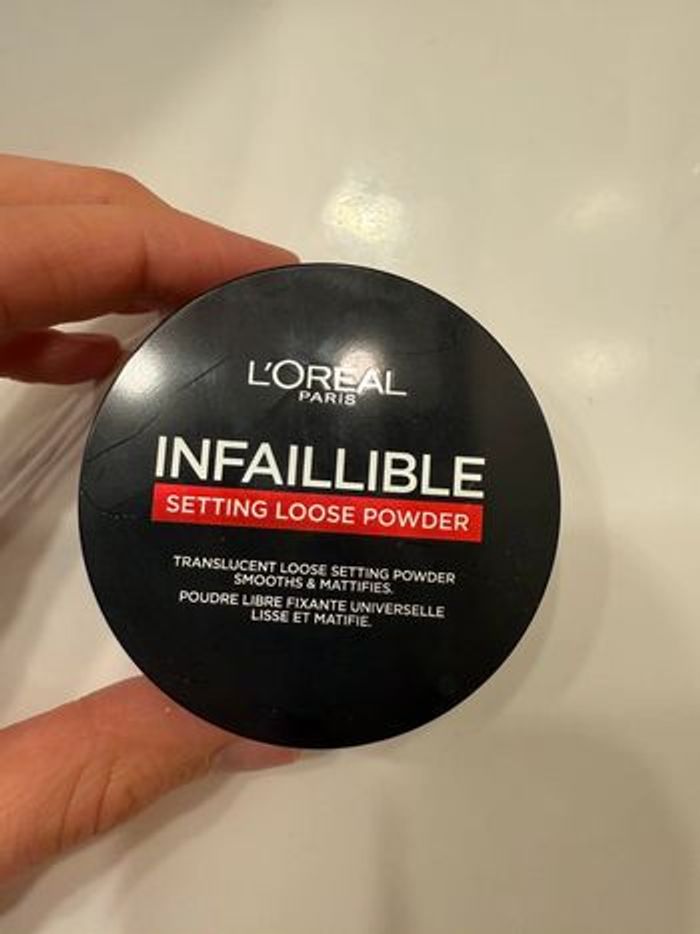 L'ORÉAL
PARIS
INFAILLIBLE
SETTING LOOSE POWDER
TRANSLUCENT LOOSE SETTING POWDER
SMOOTHS & MATTIFIES.
POUDRE LIBRE FIXANTE UNIVERSELLE
LISSE ET MATIFIE.